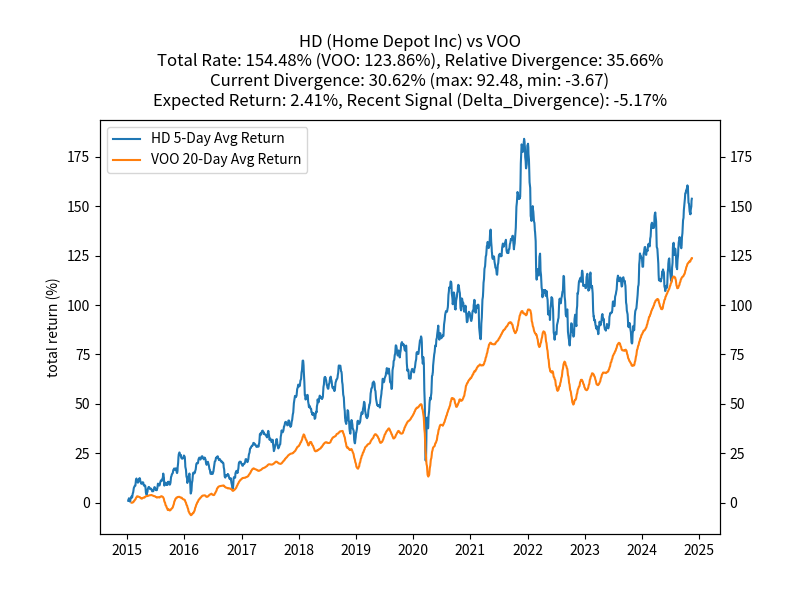 HD (Home Depot Inc) vs VOO
Total Rate: 154.48% (VOO: 123.86%), Relative Divergence: 35.66%
Current Divergence: 30.62% (max: 92.48, min: -3.67)
Expected Return: 2.41%, Recent Signal (Delta_Divergence): -5.17%
HD 5-Day Avg Return
VOO 20-Day Avg Return
total return (%)
175 175
150 150
125 125
100 100
75 75
50 50
25 25
0 0
2015 2016 2017 2018 2019 2020 2021 2022 2023 2024 2025